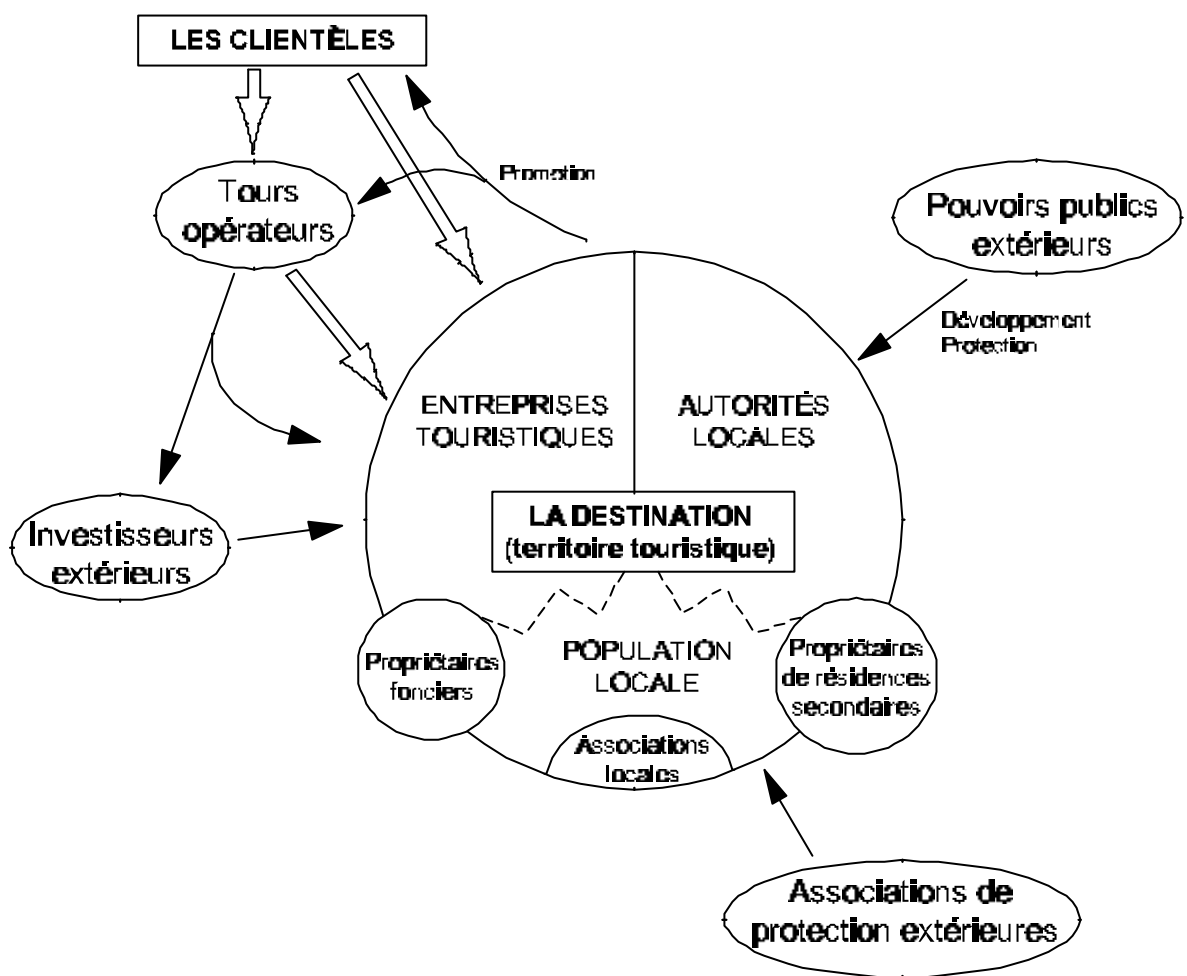 LES CLIENTÈLES
Tours
opérateurs
Promotion
Pouvoirs publics
extérieurs
Développement
Protection
ENTREPRISES
TOURISTIQUES
AUTORITÉS
LOCALES
LA DESTINATION
(territoire touristique)
Investisseurs
extérieurs
Propriétaires
fonciers
POPULATION
LOCALE
Propriétaires
de résidences
secondaires
Associations
locales
Associations de
protection extérieures